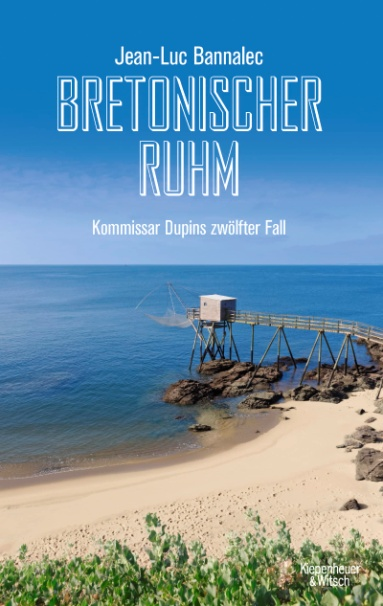 Jean-Luc Bannalec
BRETONISCHER
RUHM
Kommissar Dupins zwölfter Fall
Kiepenheuer
& Witsch